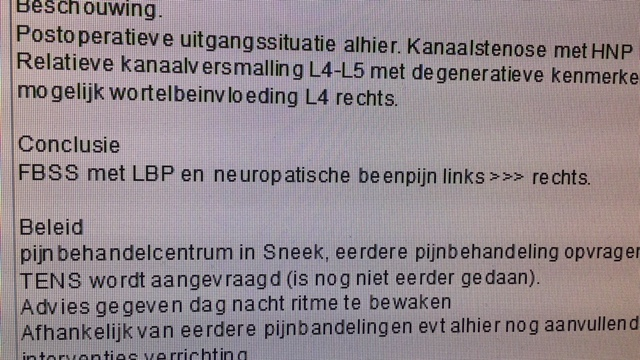 Beschouwing.
Postoperatieve uitgangssituatie alhier. Kanaalstenose met HNP
Relatieve kanaalversmalling L4-L5 met degeneratieve kenmerke
mogelijk wortelbeinvloeding L4 rechts.
Conclusie
FBSS met LBP en neuropatische beenpijn links >>> rechts.
Beleid
pijnbehandelcentrum in Sneek, eerdere pijnbehandeling opvrager
TENS wordt aangevraagd (is nog niet eerder gedaan).
Advies gegeven dag nacht ritme te bewaken
Afhankelijk van eerdere pijnbandelingen evt alhier nog aanvullend
interventies verrichting